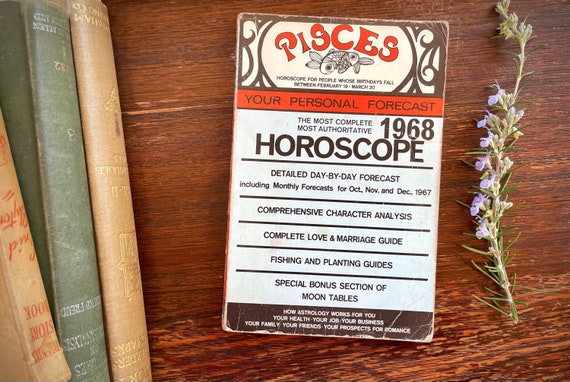 PISCES
HOROSCOPE FOR PEOPLE WHOSE BIRTHDAYS FALL
BETWEEN FEBRUARY 19 - MARCH 20
YOUR PERSONAL FORECAST
THE MOST COMPLETE
MOST AUTHORITATIVE
1968
HOROSCOPE
DETAILED DAY-BY-DAY FORECAST
including Monthly Forecasts for Oct., Nov. and Dec., 1967
COMPREHENSIVE CHARACTER ANALYSIS
COMPLETE LOVE & MARRIAGE GUIDE
FISHING AND PLANTING GUIDES
SPECIAL BONUS SECTION OF
MOON TABLES
HOW ASTROLOGY WORKS FOR YOU
YOUR HEALTH · YOUR JOB · YOUR BUSINESS
YOUR FAMILY · YOUR FRIENDS · YOUR PROSPECTS FOR ROMANCE